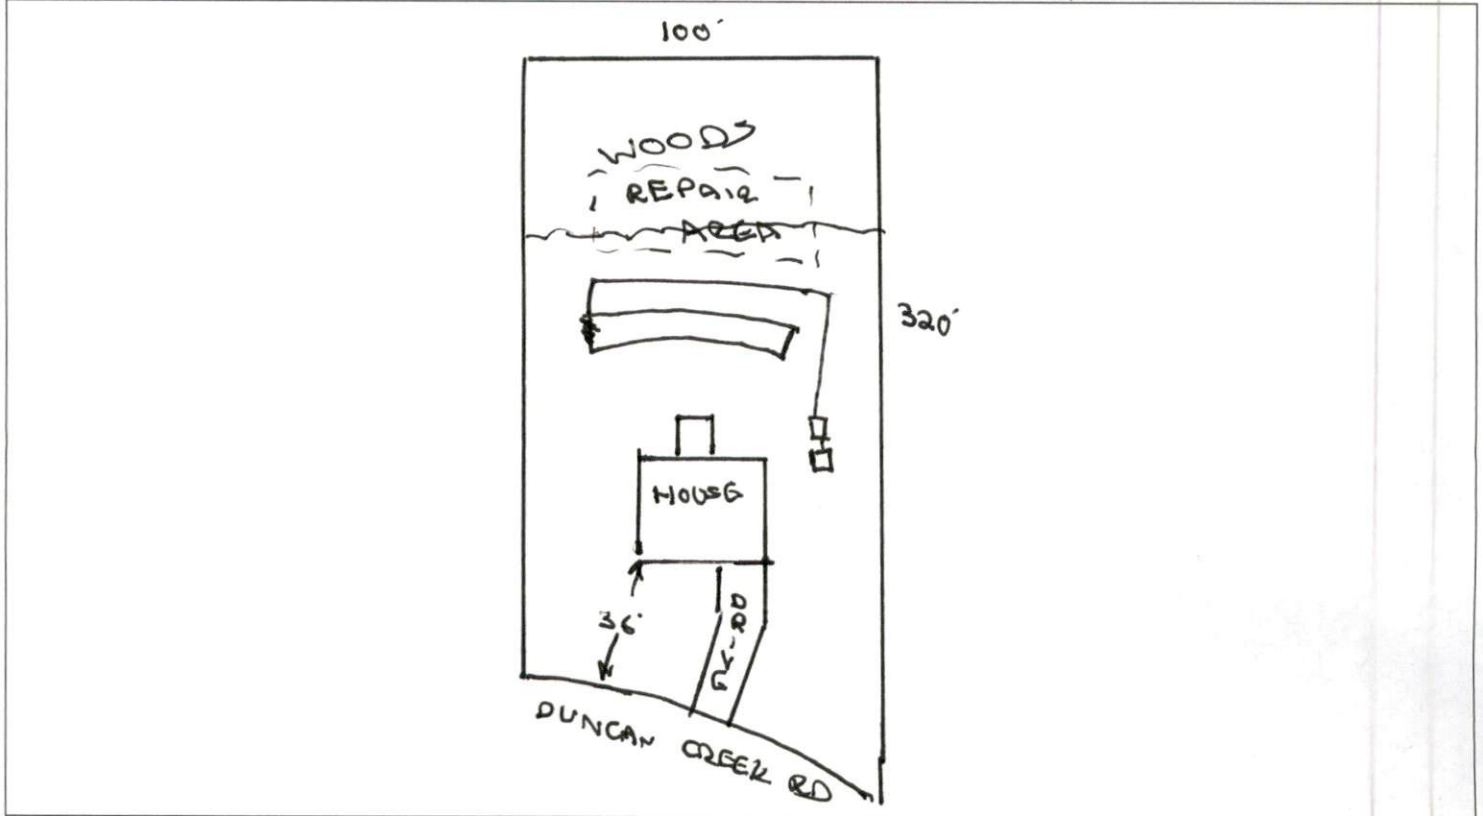 100'
WOODS
REPAIR
AREA
320'
HOUSE
36'
DRIVE
DUNCAN CREEK RD